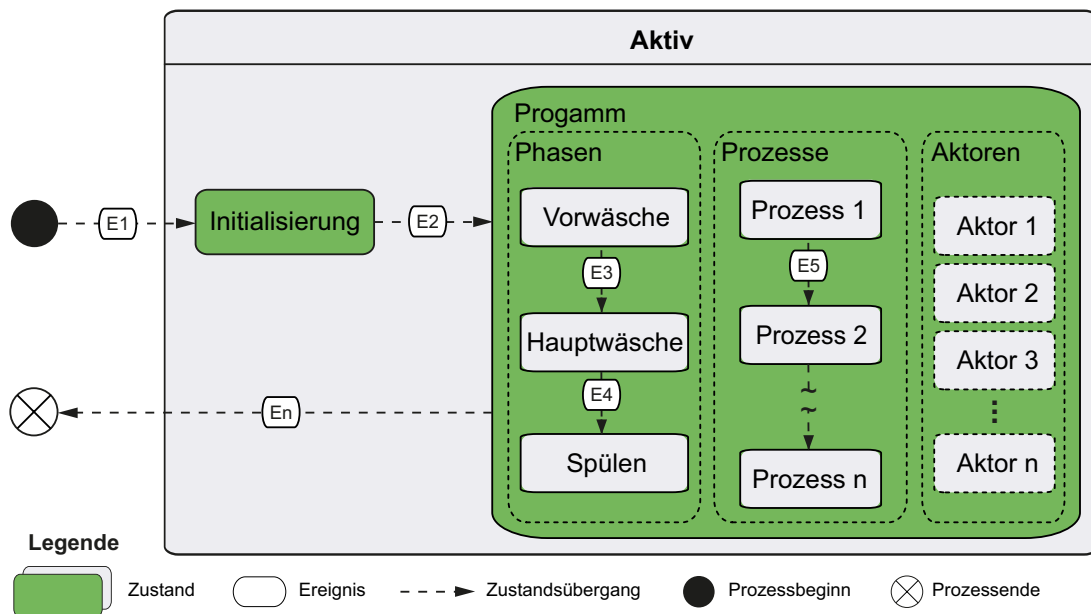 Aktiv
Progamm
Phasen
Prozesse
Aktoren
E1
Initialisierung
E2
Vorwäsche
E3
Hauptwäsche
E4
Spülen
Prozess 1
E5
Prozess 2
Prozess n
Aktor 1
Aktor 2
Aktor 3
Aktor n
En
Legende
Zustand
Ereignis
Zustandsübergang
Prozessbeginn
Prozessende